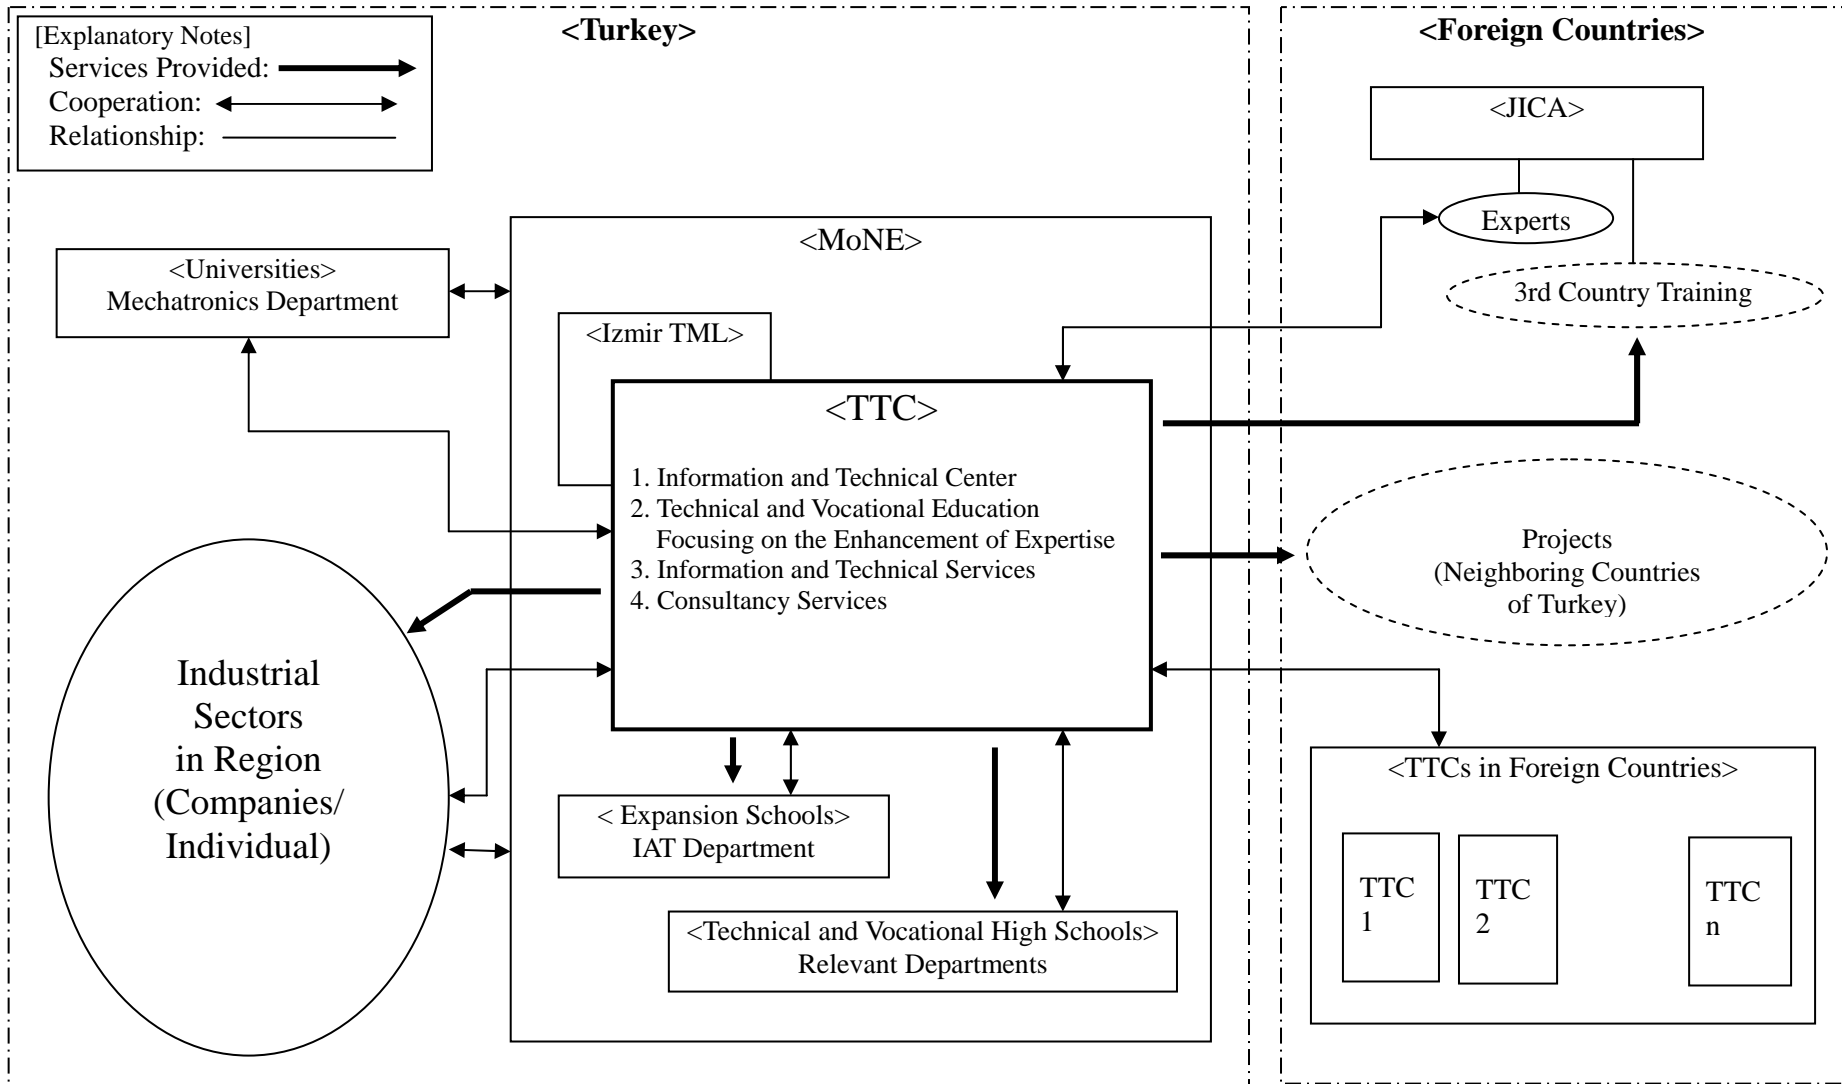 [Explanatory Notes]
Services Provided:
Cooperation:
Relationship:
<Turkey>
<Foreign Countries>
<JICA>
Experts
3rd Country Training
<MoNE>
<Universities>
Mechatronics Department
<Izmir TML>
<TTC>
1. Information and Technical Center
2. Technical and Vocational Education
Focusing on the Enhancement of Expertise
3. Information and Technical Services
4. Consultancy Services
Projects
(Neighboring Countries
of Turkey)
Industrial
Sectors
in Region
(Companies/
Individual)
< Expansion Schools>
IAT Department
<Technical and Vocational High Schools>
Relevant Departments
<TTCs in Foreign Countries>
TTC
1
TTC
2
TTC
n